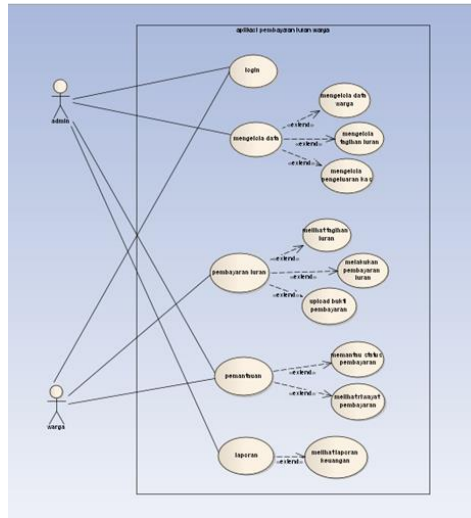 aplikasi pembayaran iuran warga
login
admin
mengelola data
warga
«extend»
mengelola data
«extend»
mengelola
tagihan iuran
«extend»
mengelola
pengeluaran kas
melihat tagihan
iuran
«extend»
pembayaran iuran
«extend»
melakukan
pembayaran
iuran
«extend»
upload bukti
pembayaran
memantau status
pembayaran
«extend»
pemantauan
«extend»
melihat riwayat
pembayaran
warga
laporan
«extend»
melihat laporan
keuangan